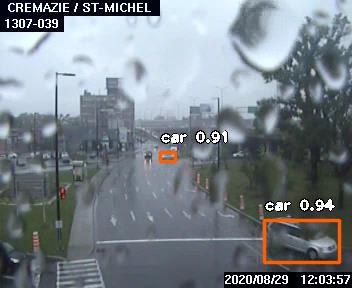 CREMAZIE / ST-MICHEL
1307-039
car 0.91
car 0.94
2020/08/29 12:03:57